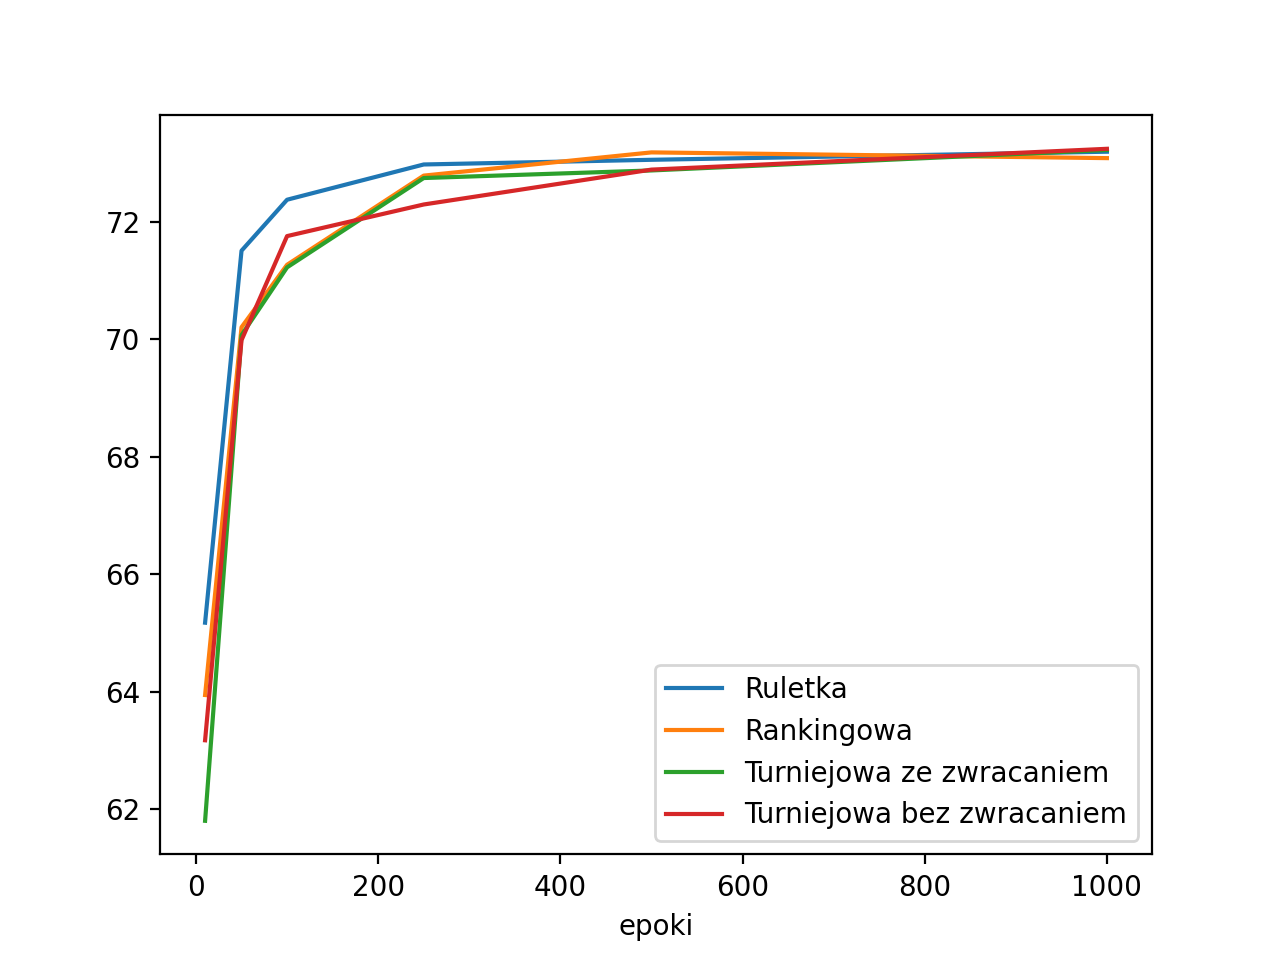 72
70
68
66
64
62
0 200 400 600 800 1000
epoki
Ruletka
Rankingowa
Turniejowa ze zwracaniem
Turniejowa bez zwracaniem